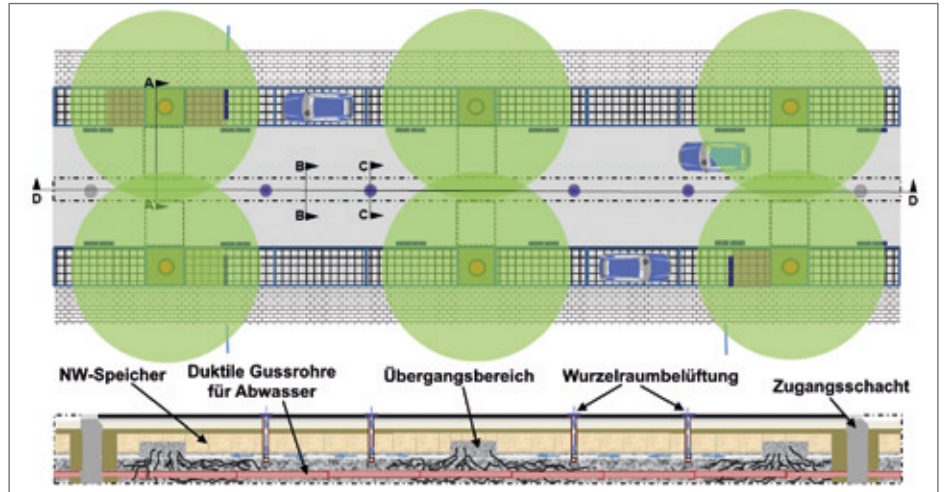 A
B
C
D
D
A
B
C
NW-Speicher
Duktile Gussrohre
für Abwasser
Übergangsbereich
Wurzelraumbelüftung
Zugangsschacht